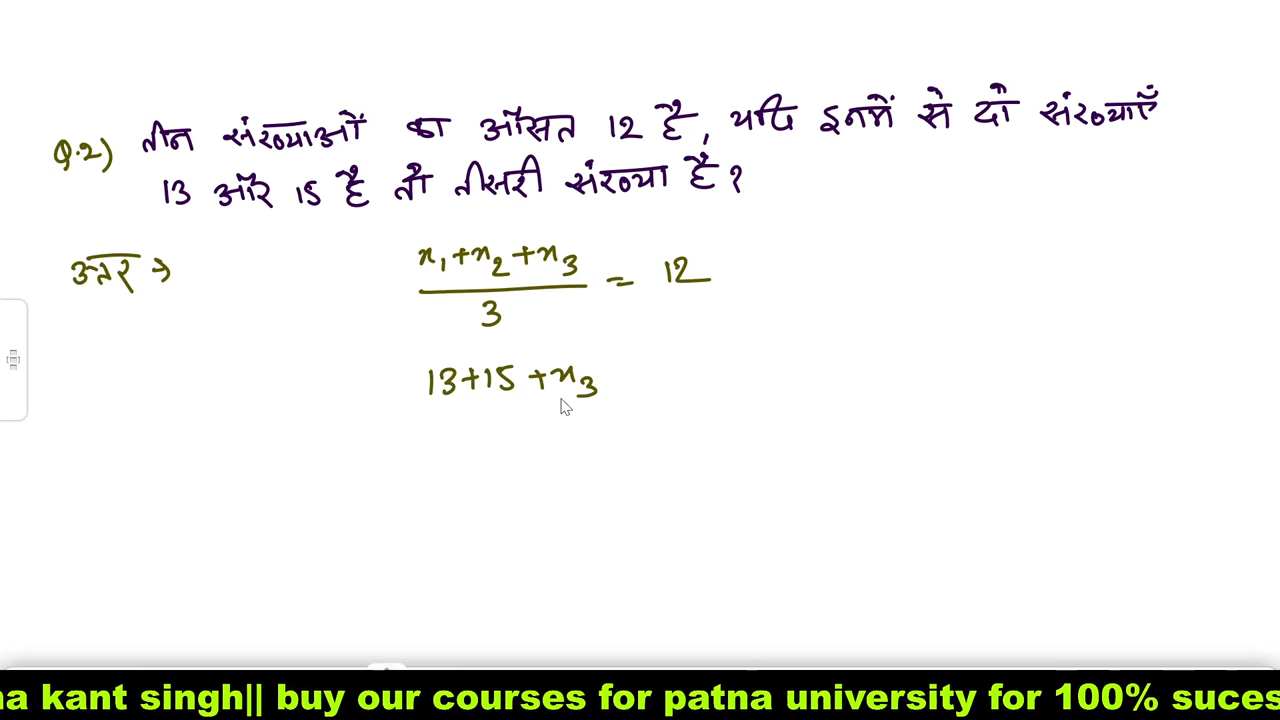 Q.2) तीन संख्याओं का औसत 12 है, यदि इनमें से दो संख्याएँ
13 और 15 है तो तीसरी संख्या है?
उत्तर →
x₁+x₂+x₃
3
= 12
13+15+x₃
na kant singh|| buy our courses for patna university for 100% suces